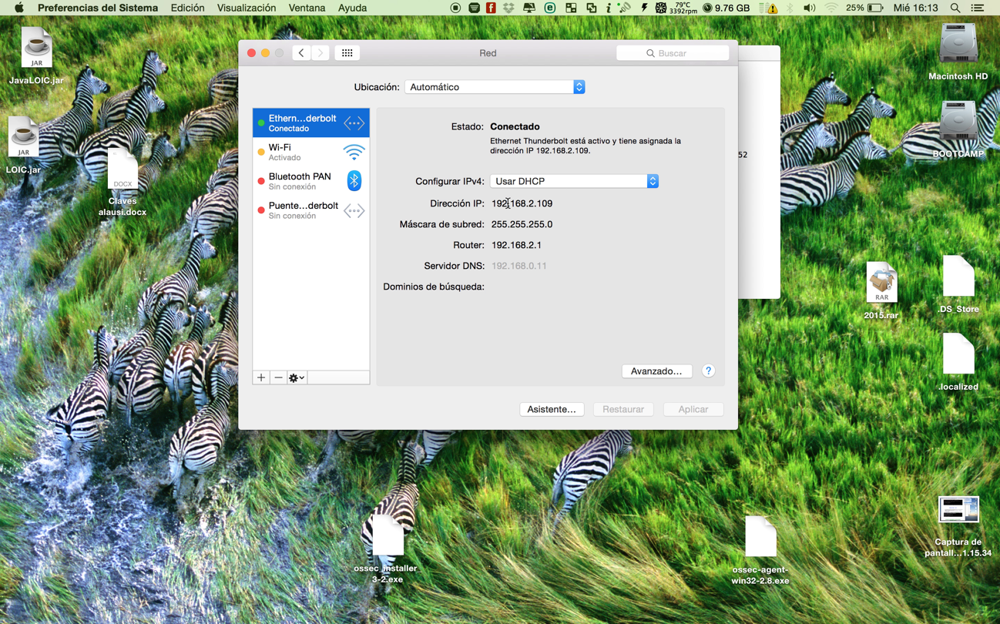 Preferencias del Sistema Edición Visualización Ventana Ayuda 79°C 3392rpm 9.76 GB 25% Mié 16:13
Red
Buscar
Ubicación: Automático
Ethern...derbolt
Conectado
Wi-Fi
Activado
Bluetooth PAN
Sin conexión
Puente...derbolt
Sin conexión
Estado: Conectado
Ethernet Thunderbolt está activo y tiene asignada la
dirección IP 192.168.2.109.
Configurar IPv4: Usar DHCP
Dirección IP: 192.168.2.109
Máscara de subred: 255.255.255.0
Router: 192.168.2.1
Servidor DNS: 192.168.0.11
Dominios de búsqueda:
Avanzado... ?
Asistente... Restaurar Aplicar
52
JAR
JavaLOIC.jar
JAR
LOIC.jar
DOCX
Claves
alausi.docx
Macintosh HD
BOOTCAMP
RAR
2015.rar
.DS_Store
.localized
Captura de
pantall...1.15.34
ossec_installer
3-2.exe
ossec-agent-
win32-2.8.exe